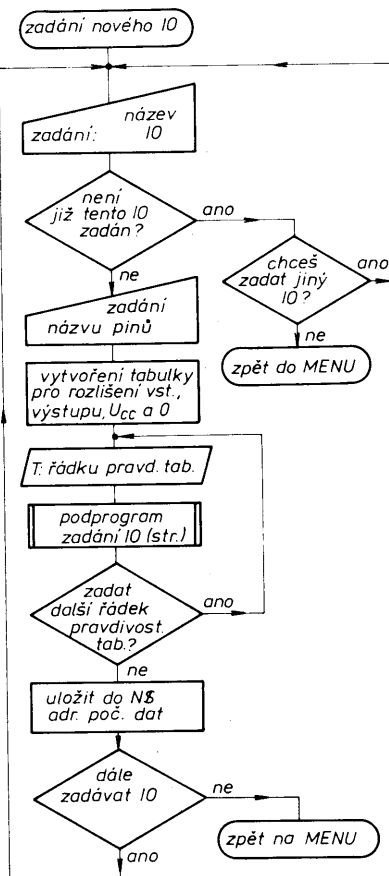 zadání nového IO
název
zadání: IO
není
již tento IO
zadán?
ano
ne
chceš
zadat jiný
IO?
ano
ne
zpět do MENU
zadání
názvu pinů
vytvoření tabulky
pro rozlišení vst.,
výstupu, UCC a 0
T: řádku pravd. tab.
podprogram
zadání IO (str.)
zadat
další řádek
pravdivost.
tab.?
ano
ne
uložit do N$
adr. poč. dat
dále
zadávat IO
ne
zpět na MENU
ano